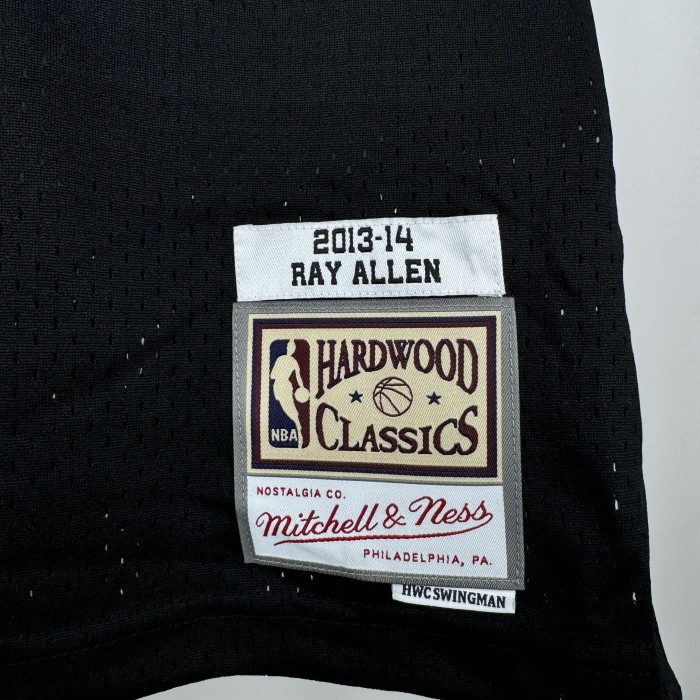 2013-14
RAY ALLEN
HARDWOOD
NBA
CLASSICS
NOSTALGIA CO.
Mitchell & Ness
PHILADELPHIA, PA.
HWC SWINGMAN